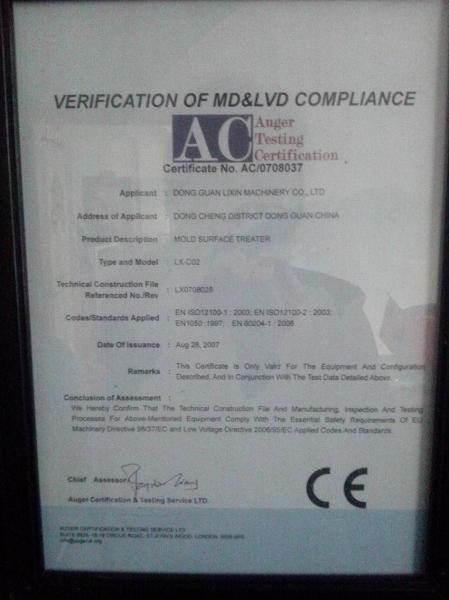 VERIFICATION OF MD&LVD COMPLIANCE
AC Auger
Testing
Certification
Certificate No. AC/0708037
Applicant : DONG GUAN LIXIN MACHINERY CO., LTD
Address of Applicant : DONG CHENG DISTRICT DONG GUAN CHINA
Product Description : MOLD SURFACE TREATER
Type and Model : LX-C02
Technical Construction File
Referenced No./Rev : LX0708028
Codes/Standards Applied : EN ISO12100-1 : 2003; EN ISO12100-2 : 2003;
EN1050 :1997; EN 60204-1 : 2006
Date Of Issuance : Aug 28, 2007
Remarks : This Certificate Is Only Valid For The Equipment And Configuration
Described, And In Conjunction With The Test Data Detailed Above.
Conclusion of Assessment :
We Hereby Confirm That The Technical Construction File And Manufacturing, Inspection And Testing
Processes For Above-Mentioned Equipment Comply With The Essential Safety Requirements Of EU
Machinery Directive 98/37/EC and Low Voltage Directive 2006/95/EC Applied Codes And Standards.
Chief Assessor
Auger Certification & Testing Service LTD.
CE
AUGER CERTIFICATION & TESTING SERVICE LTD
ROAD, ST JOHN'S WOOD, LONDON,